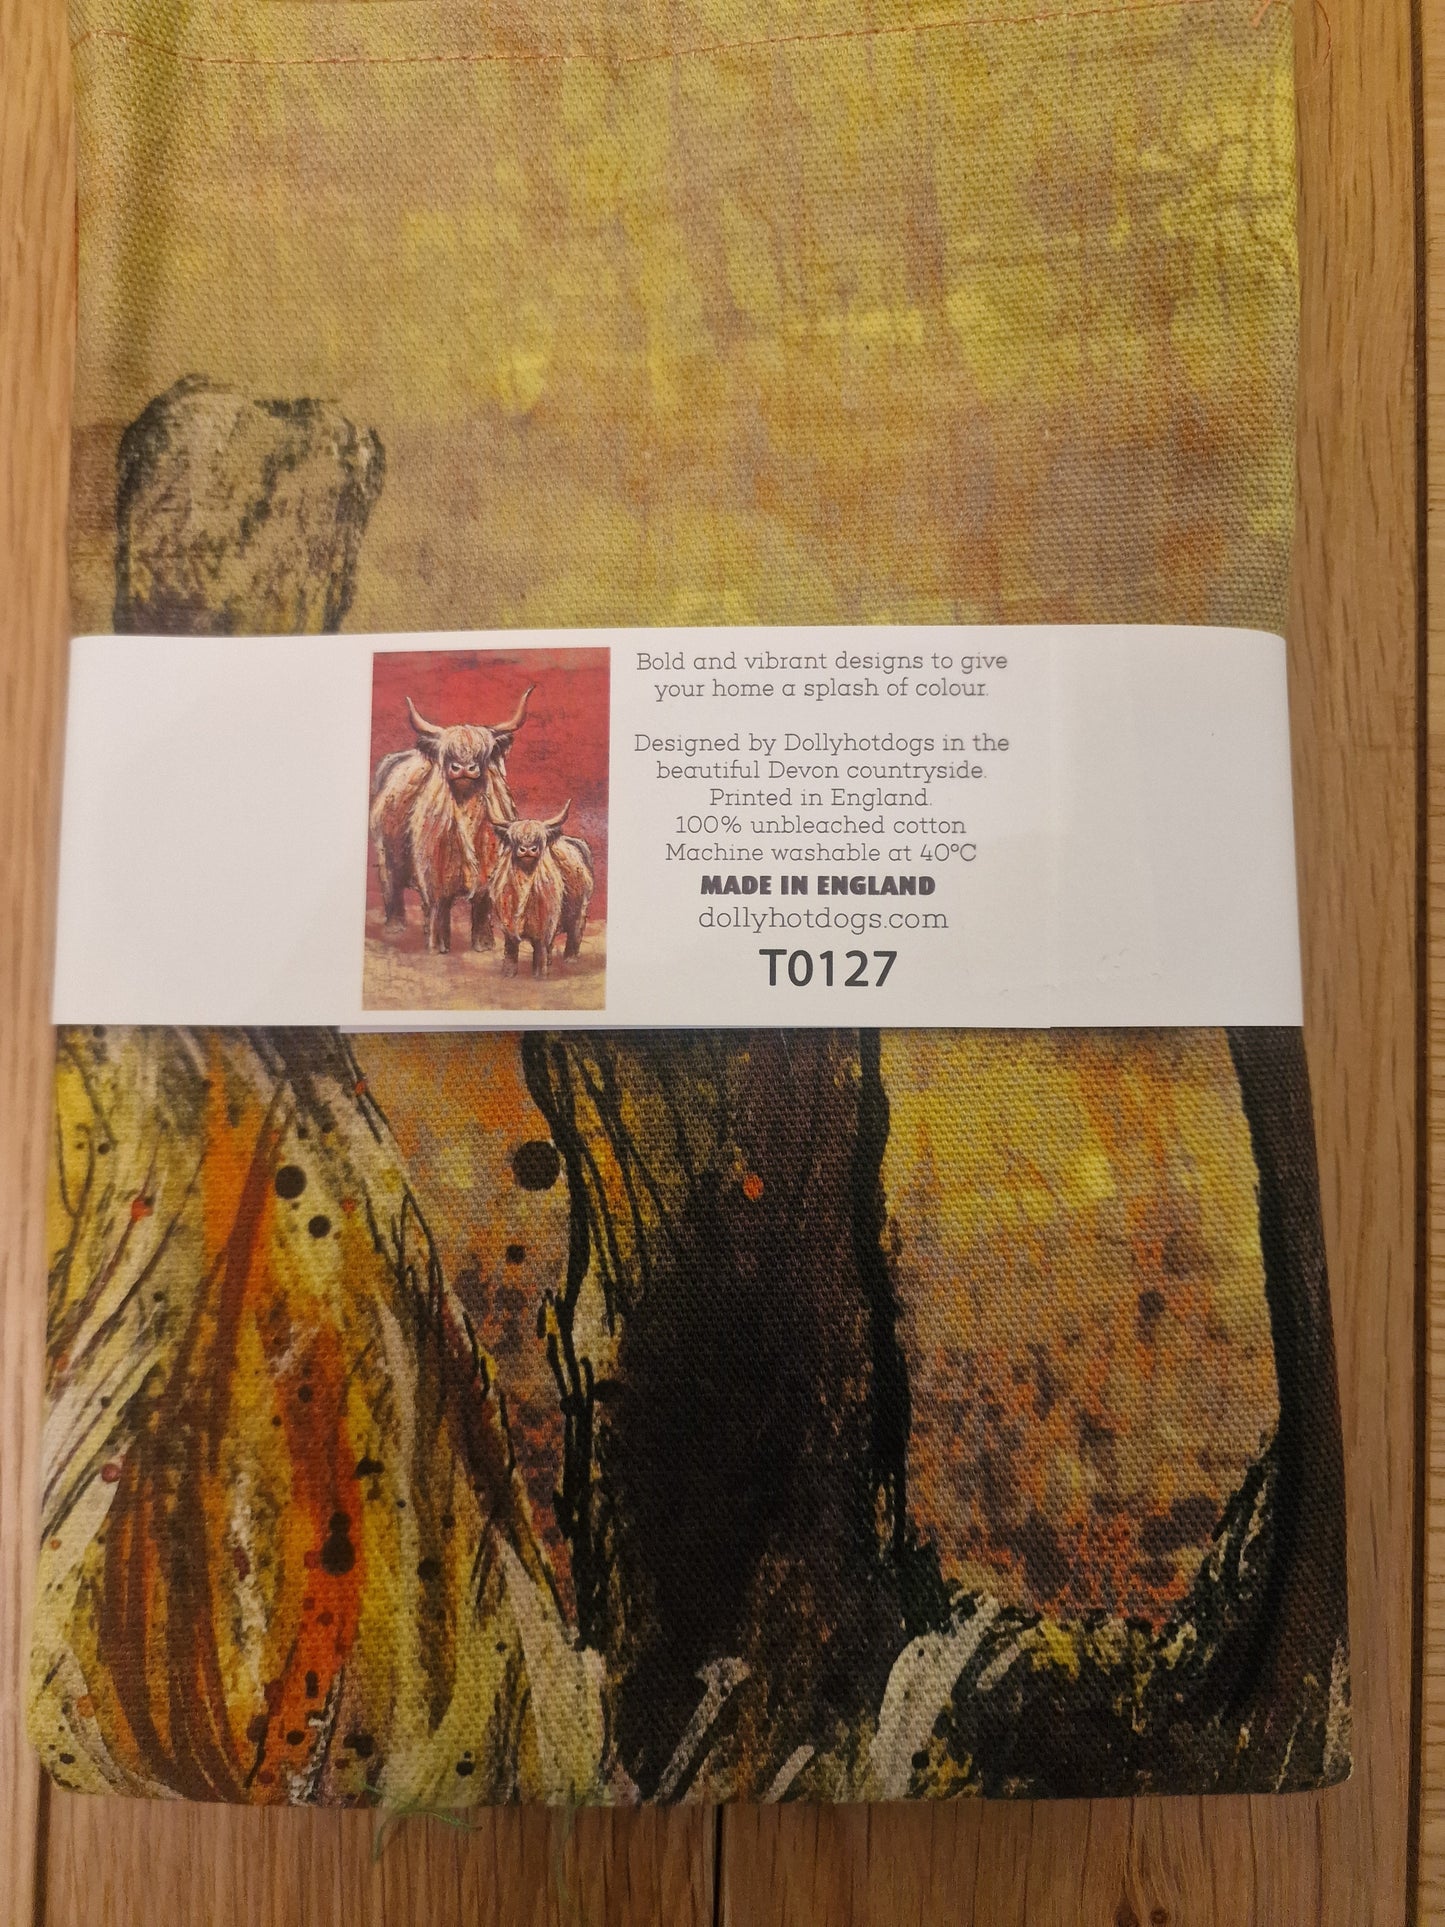 Bold and vibrant designs to give
your home a splash of colour.
Designed by Dollyhotdogs in the
beautiful Devon countryside.
Printed in England.
100% unbleached cotton
Machine washable at 40°C
MADE IN ENGLAND
dollyhotdogs.com
T0127